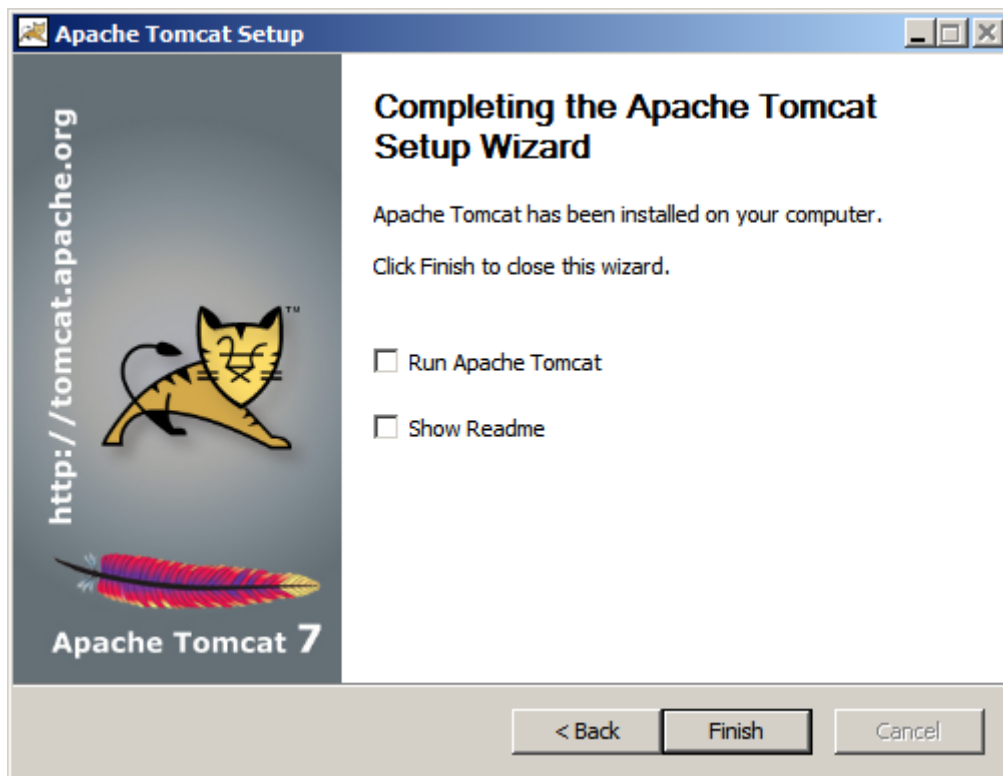 Apache Tomcat Setup
http://tomcat.apache.org
TM
Apache Tomcat 7
Completing the Apache Tomcat
Setup Wizard
Apache Tomcat has been installed on your computer.
Click Finish to close this wizard.
Run Apache Tomcat
Show Readme
< Back
Finish
Cancel